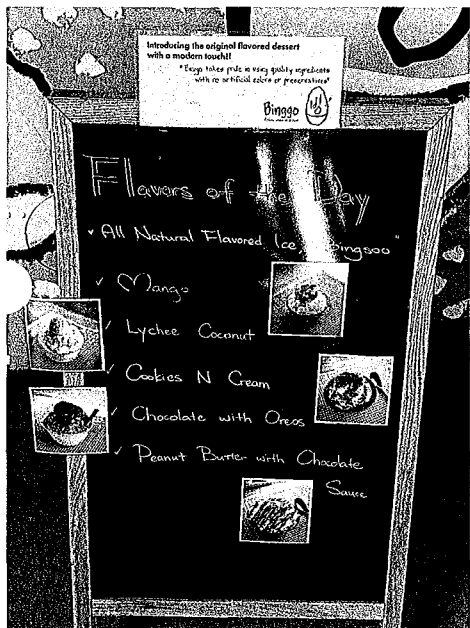 Introducing the original flavored dessert
with a modern touch!!
takes pride in using quality ingredients
with no artificial colors or preservatives"
Binggo
Flavors of the Day
All Natural Flavored Ice Bingsoo"
✓ Mango
✓ Lychee Coconut
✓ Cookies N Cream
✓ Chocolate with Oreos
✓ Peanut Butter with Chocolate
Sauce